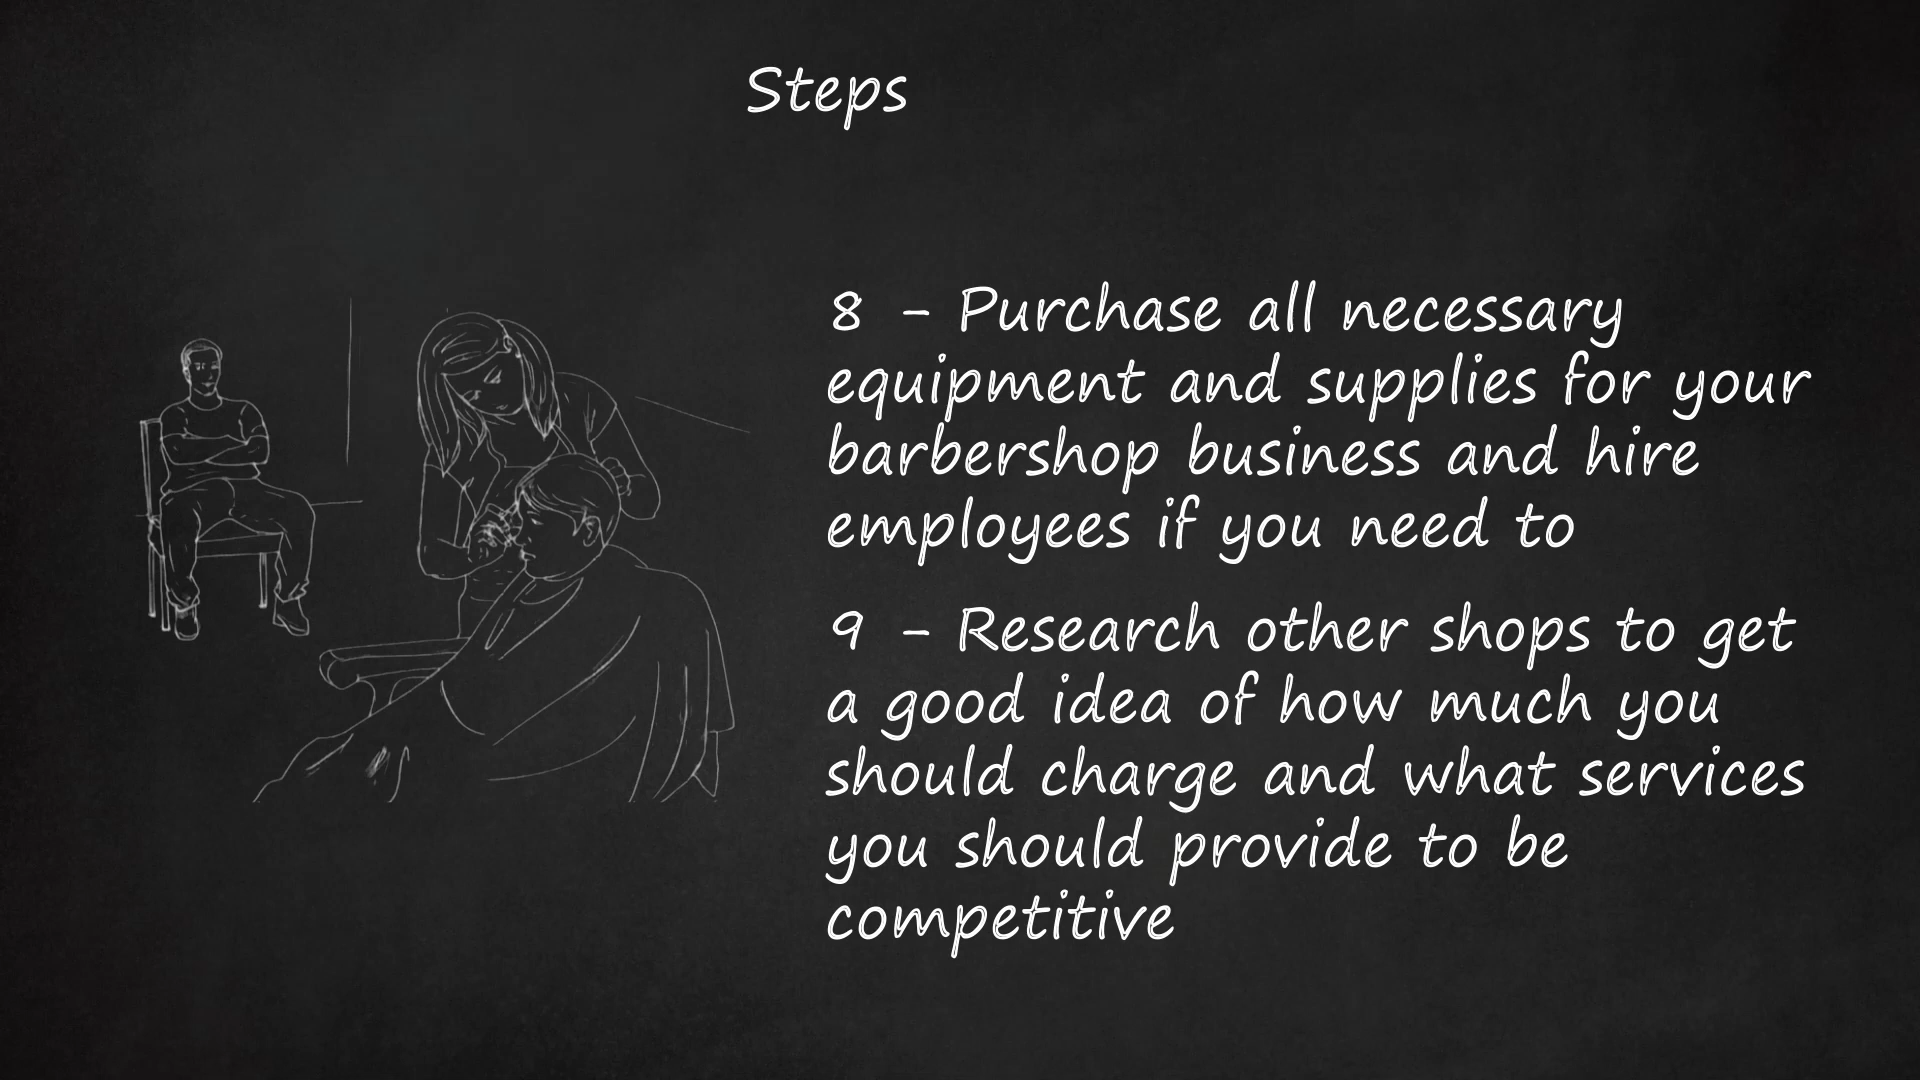 Steps
8 - Purchase all necessary
equipment and supplies for your
barbershop business and hire
employees if you need to
9 - Research other shops to get
a good idea of how much you
should charge and what services
you should provide to be
competitive